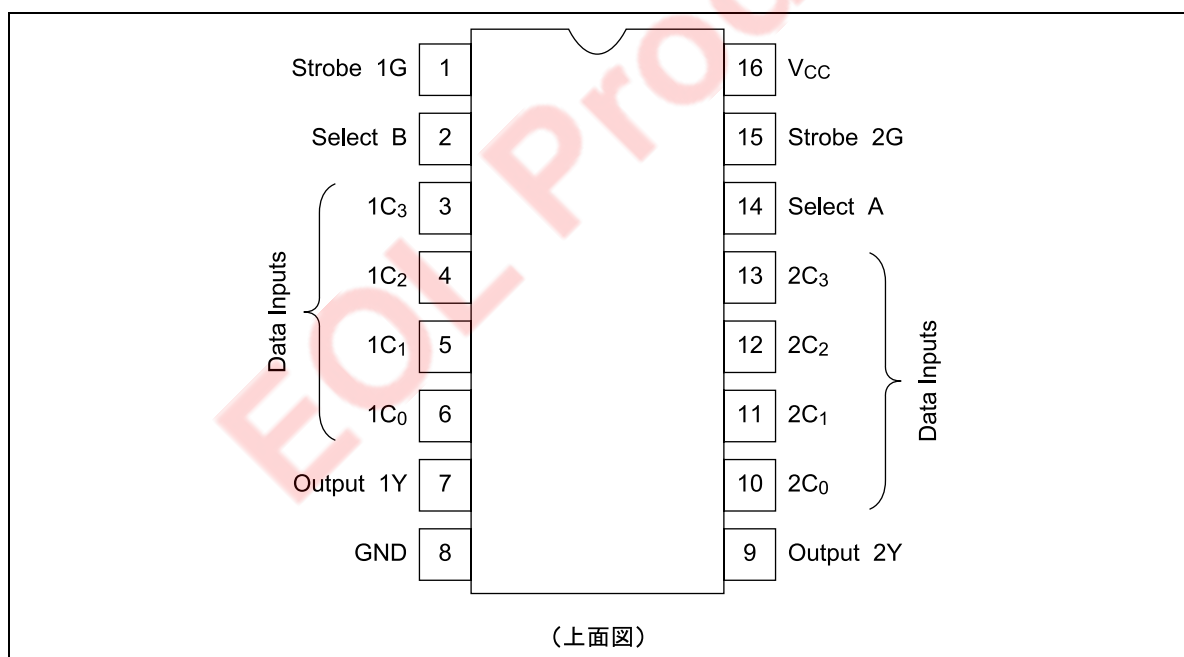 Strobe 1G 1
Select B 2
1C3 3
1C2 4
1C1 5
1C0 6
Data Inputs
Output 1Y 7
GND 8
16 VCC
15 Strobe 2G
14 Select A
13 2C3
12 2C2
11 2C1
10 2C0
Data Inputs
9 Output 2Y
(上面図)